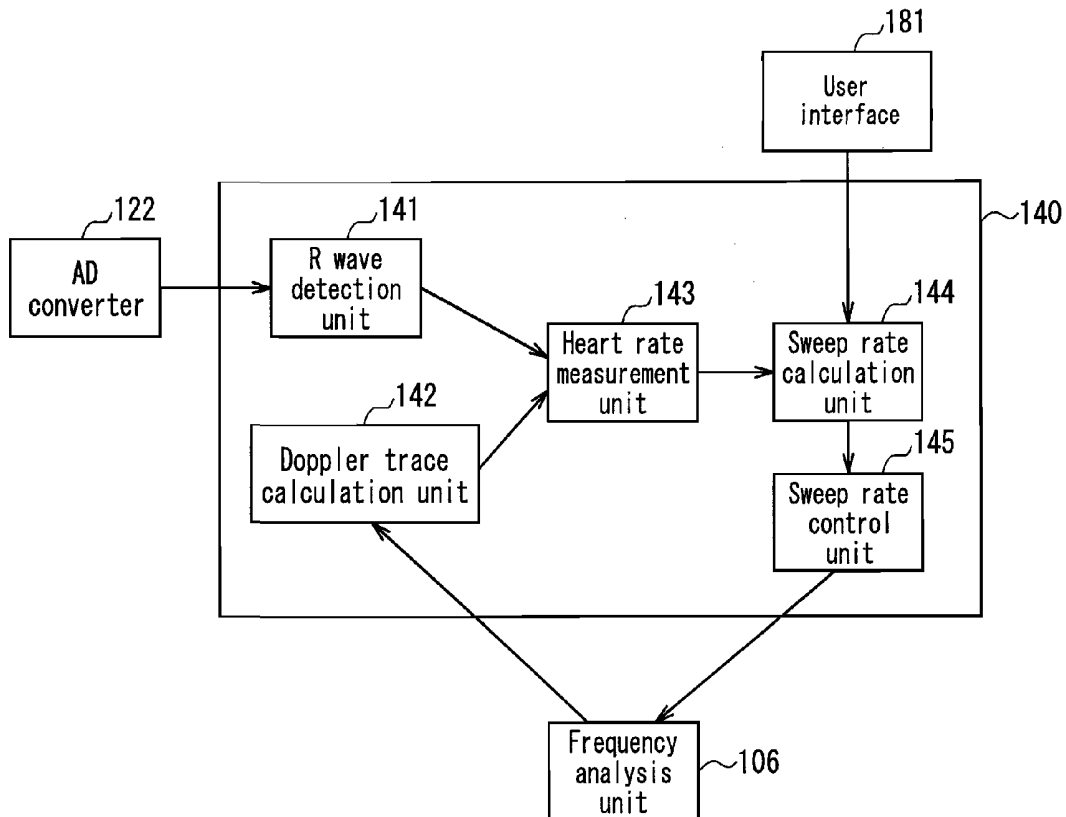 181
User
interface
140
122
AD
converter
141
R wave
detection
unit
143
Heart rate
measurement
unit
144
Sweep rate
calculation
unit
142
Doppler trace
calculation unit
145
Sweep rate
control
unit
Frequency
analysis
unit
106